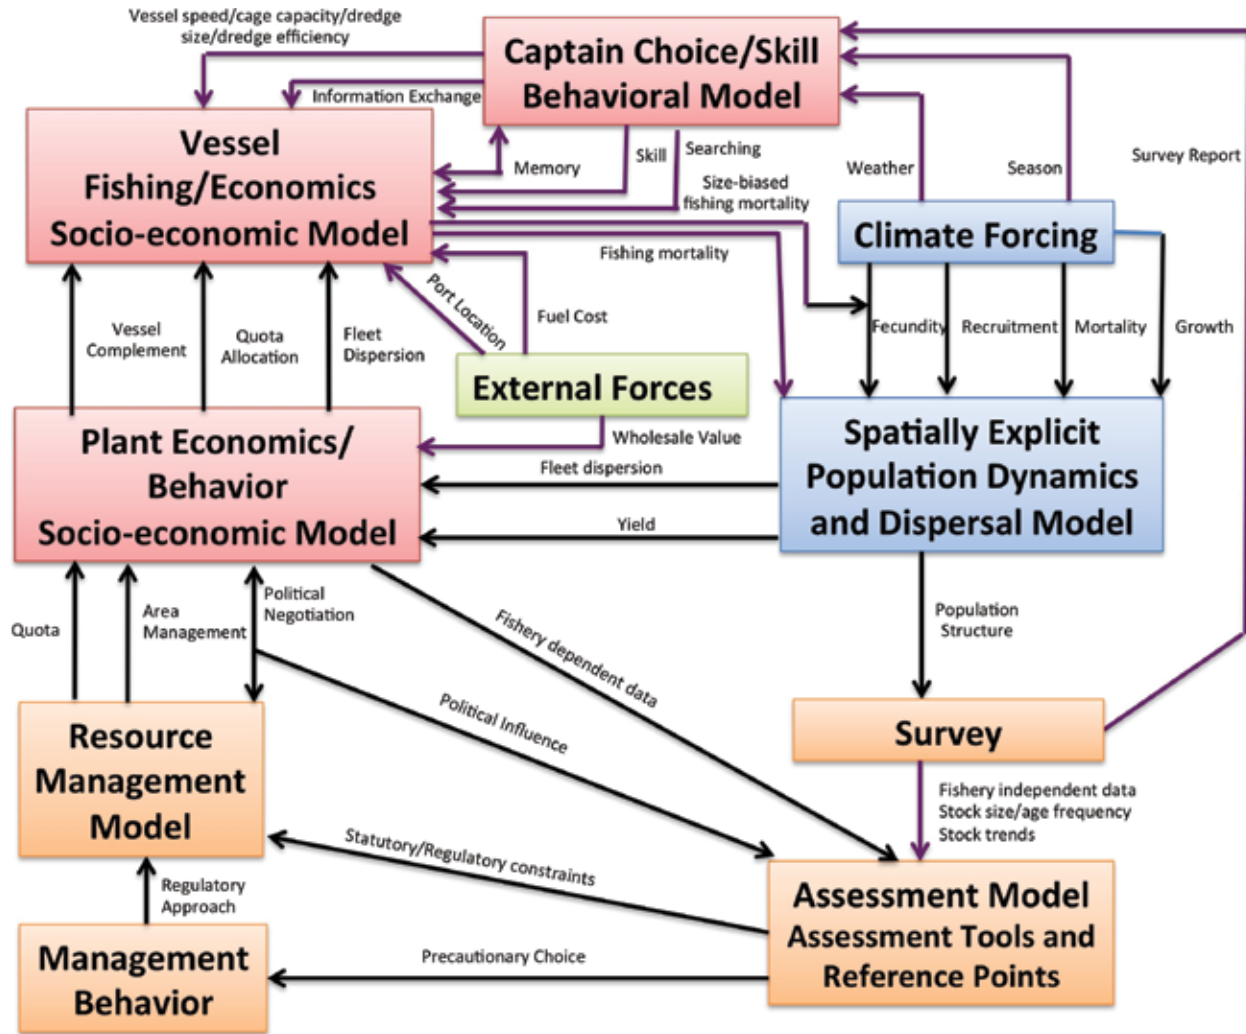 Vessel speed/cage capacity/dredge
size/dredge efficiency
Captain Choice/Skill
Behavioral Model
Information Exchange
Vessel
Fishing/Economics
Socio-economic Model
Memory
Skill
Searching
Size-biased
fishing mortality
Weather
Season
Survey Report
Climate Forcing
Fishing mortality
Port Location
Fuel Cost
Fecundity
Recruitment
Mortality
Growth
Vessel
Complement
Quota
Allocation
Fleet
Dispersion
External Forces
Wholesale Value
Plant Economics/
Behavior
Socio-economic Model
Fleet dispersion
Yield
Spatially Explicit
Population Dynamics
and Dispersal Model
Quota
Area
Management
Political
Negotiation
Fishery dependent data
Political Influence
Population
Structure
Resource
Management
Model
Survey
Fishery independent data
Stock size/age frequency
Stock trends
Statutory/Regulatory constraints
Regulatory
Approach
Assessment Model
Assessment Tools and
Reference Points
Management
Behavior
Precautionary Choice